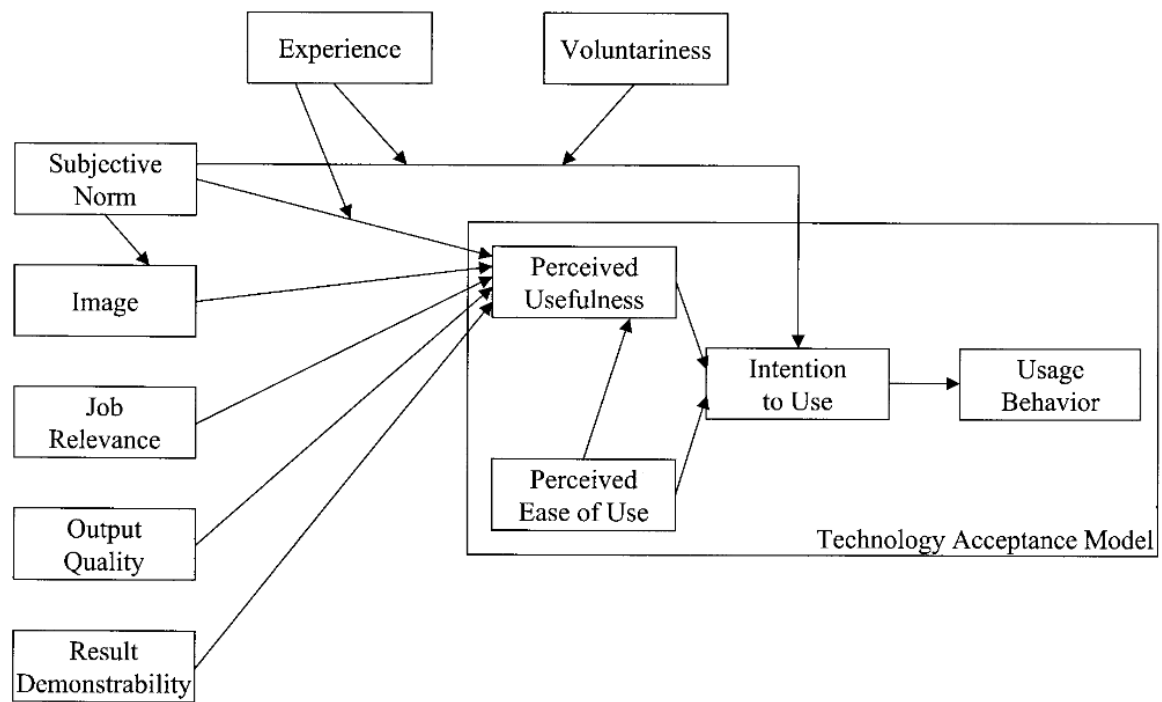 Experience
Voluntariness
Subjective
Norm
Image
Job
Relevance
Output
Quality
Result
Demonstrability
Perceived
Usefulness
Perceived
Ease of Use
Intention
to Use
Usage
Behavior
Technology Acceptance Model